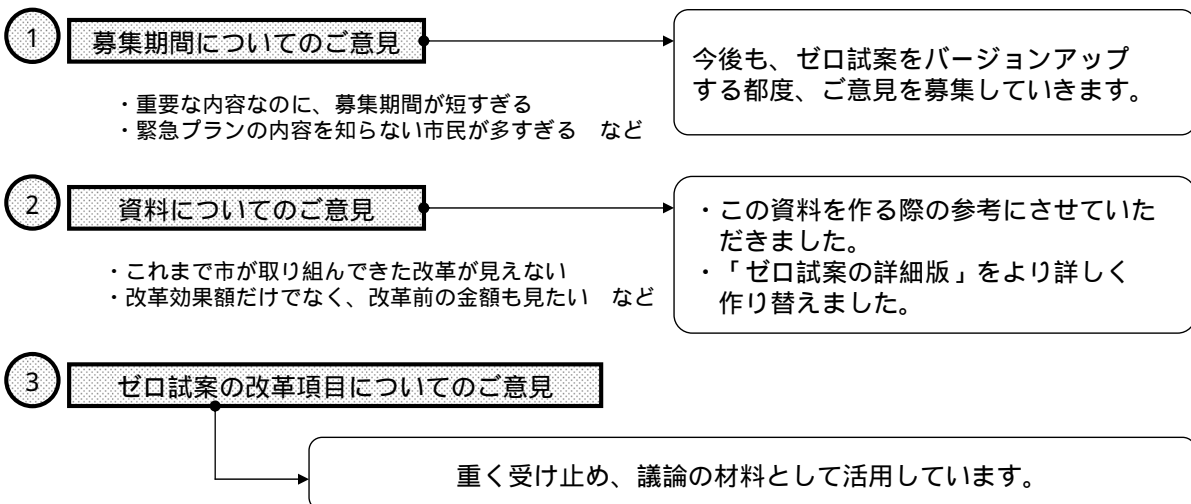 1
募集期間についてのご意見
今後も、ゼロ試案をバージョンアップ
する都度、ご意見を募集していきます。
・重要な内容なのに、募集期間が短すぎる
・緊急プランの内容を知らない市民が多すぎる　など
2
資料についてのご意見
・この資料を作る際の参考にさせていた
だきました。
・「ゼロ試案の詳細版」をより詳しく
作り替えました。
・これまで市が取り組んできた改革が見えない
・改革効果額だけでなく、改革前の金額も見たい　など
3
ゼロ試案の改革項目についてのご意見
重く受け止め、議論の材料として活用しています。